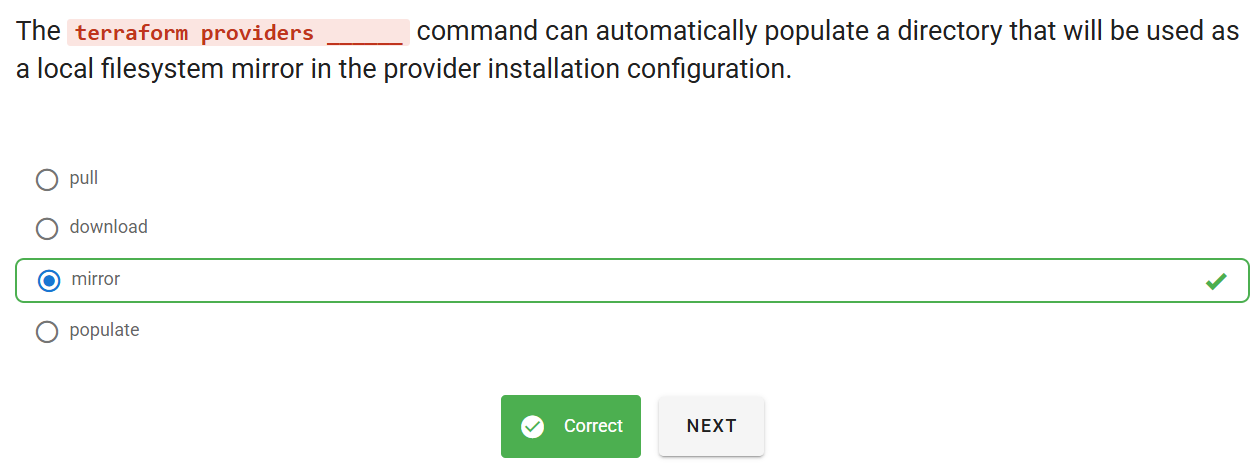 The terraform providers ______ command can automatically populate a directory that will be used as
a local filesystem mirror in the provider installation configuration.
pull
download
mirror
populate
Correct
NEXT